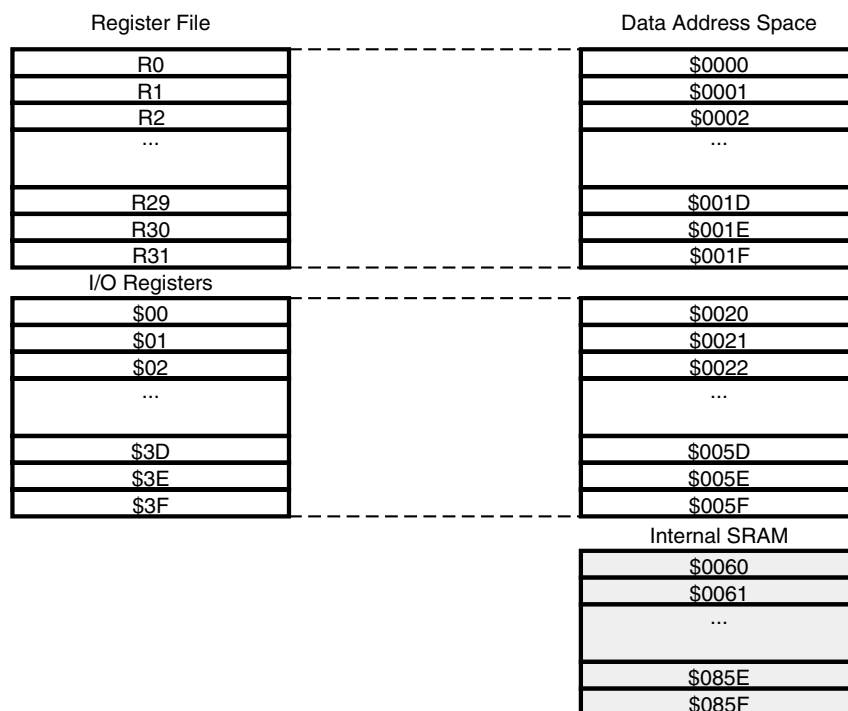 Register File
Data Address Space
R0
$0000
R1
$0001
R2
$0002
...
...
R29
$001D
R30
$001E
R31
$001F
I/O Registers
$00
$0020
$01
$0021
$02
$0022
...
...
$3D
$005D
$3E
$005E
$3F
$005F
Internal SRAM
$0060
$0061
...
$085E
$085F